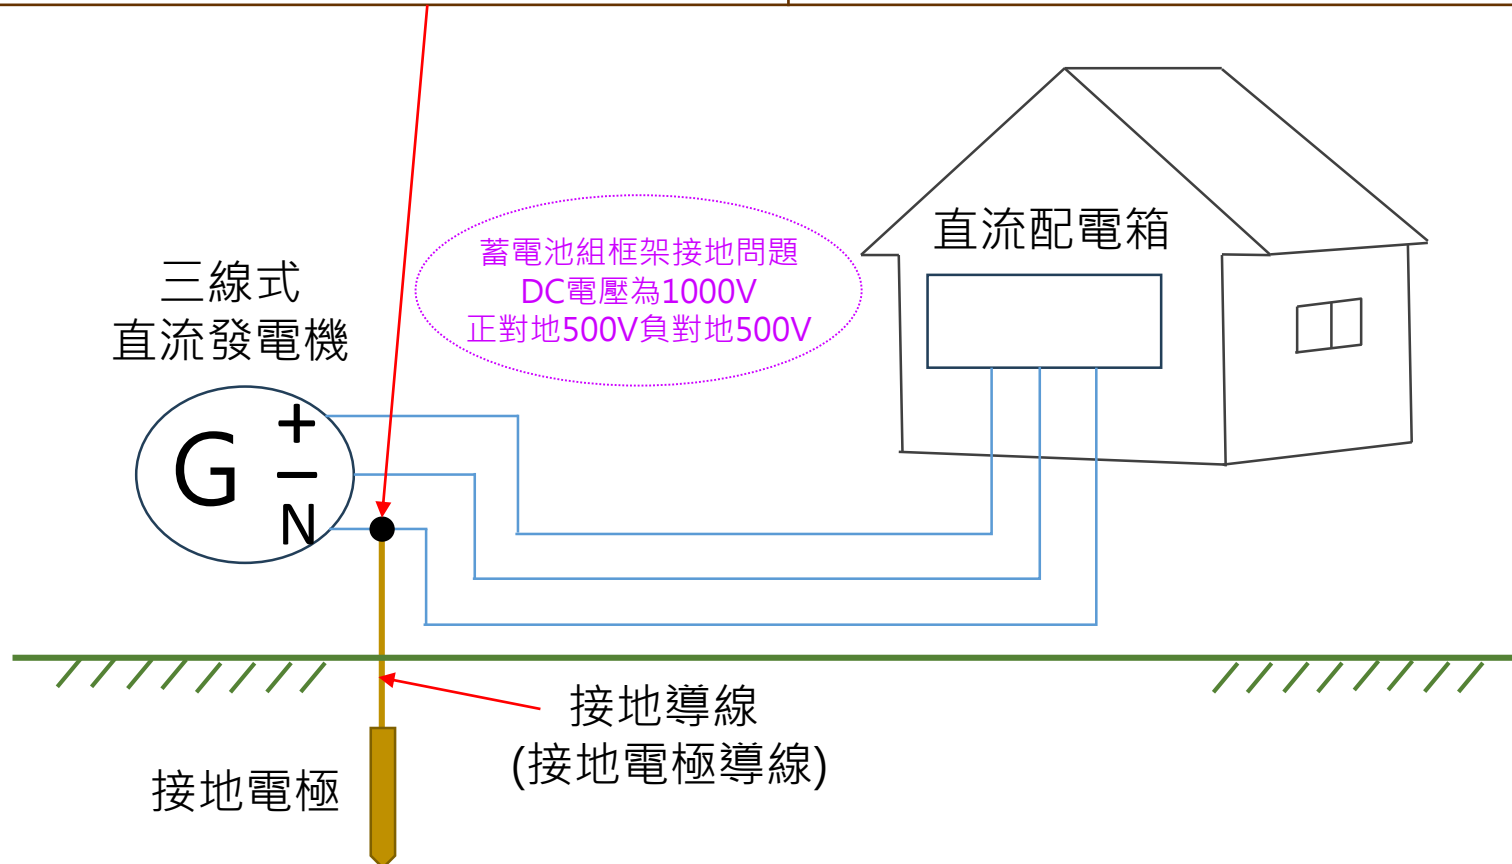 直流配電箱
蓄電池組框架接地問題
DC電壓為1000V
正對地500V負對地500V
三線式
直流發電機
G
+
−
N
接地導線
(接地電極導線)
接地電極